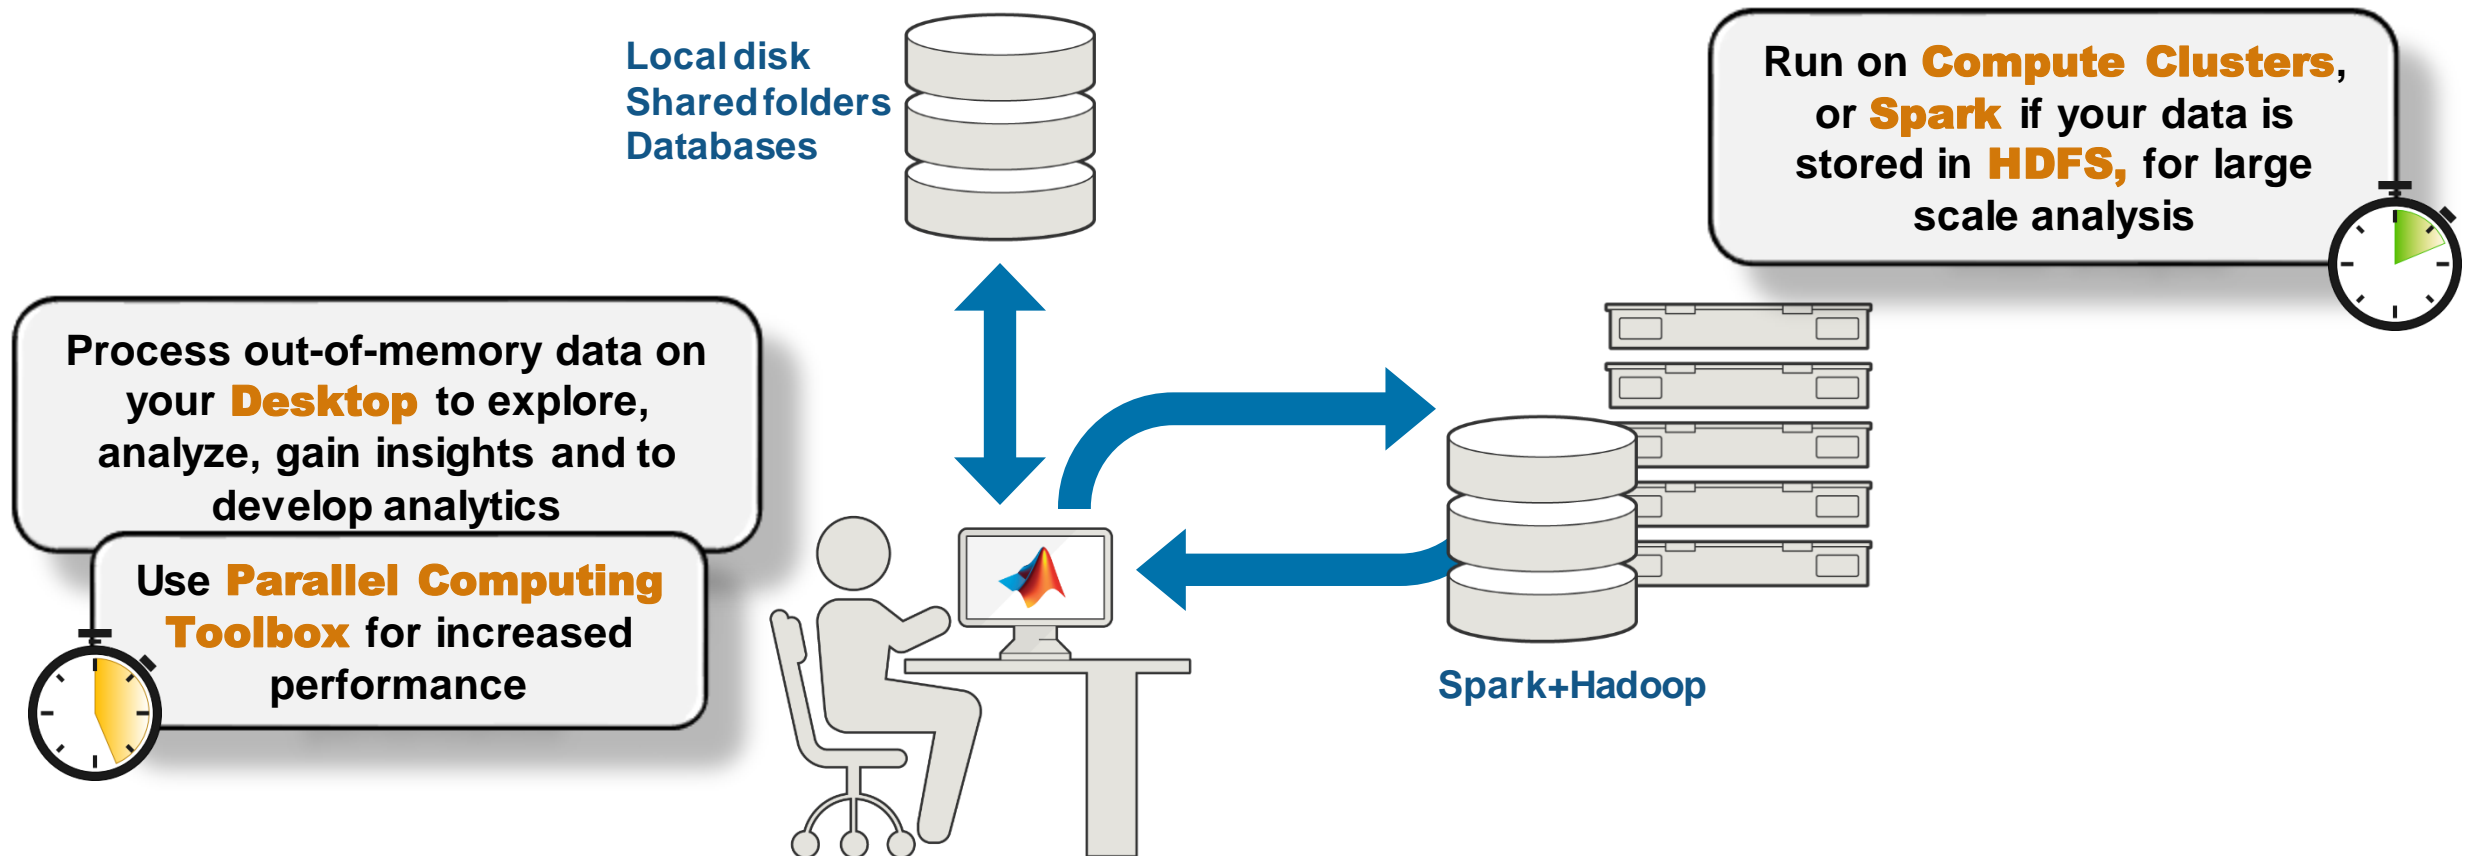 Local disk
Shared folders
Databases
Run on Compute Clusters,
or Spark if your data is
stored in HDFS, for large
scale analysis
Process out-of-memory data on
your Desktop to explore,
analyze, gain insights and to
develop analytics
Use Parallel Computing
Toolbox for increased
performance
Spark+Hadoop